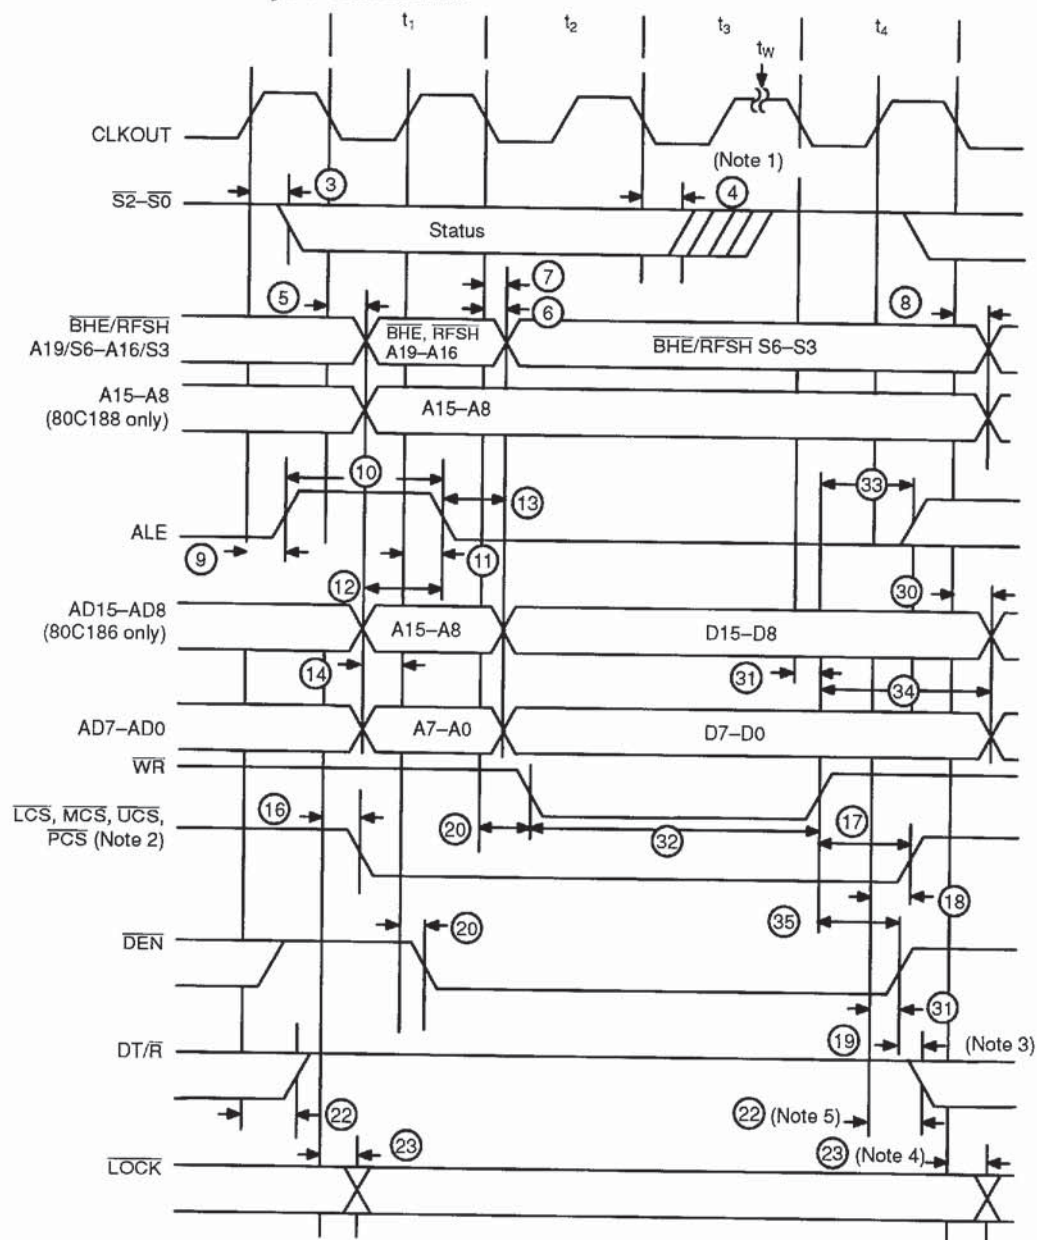 t1 t2 t3 t4
tW
CLKOUT
(Note 1)
3 4
S2–S0
Status
7
5 8
6
BHE/RFSH
A19/S6–A16/S3
BHE, RFSH
A19–A16
BHE/RFSH S6–S3
A15–A8
(80C188 only)
A15–A8
10 33
13
ALE
9 11
12 30
AD15–AD8
(80C186 only)
A15–A8 D15–D8
14 31 34
AD7–AD0 A7–A0 D7–D0
WR
16 20 32 17
LCS, MCS, UCS,
PCS (Note 2)
18
20 35
DEN
31
DT/R 19 (Note 3)
22 22 (Note 5)
23 23 (Note 4)
LOCK